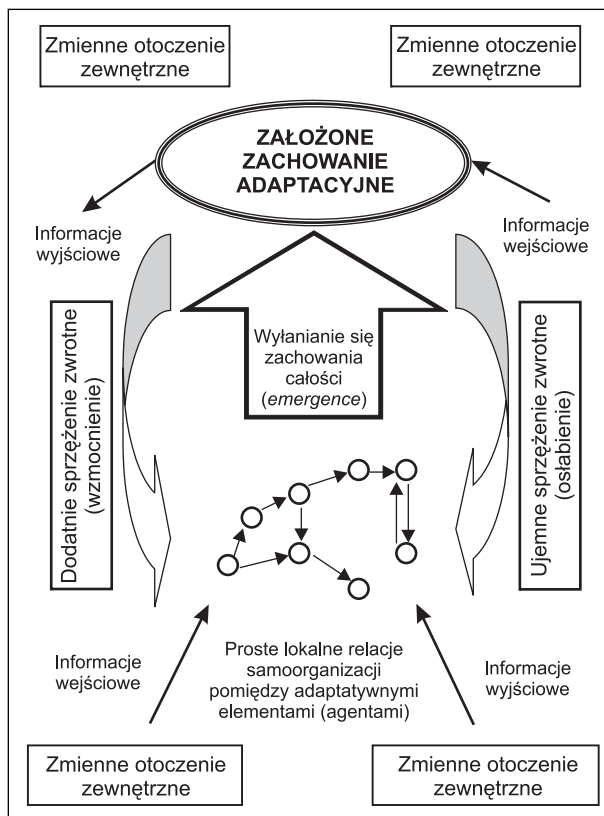 Zmienne otoczenie
zewnętrzne
Zmienne otoczenie
zewnętrzne
ZAŁOŻONE
ZACHOWANIE
ADAPTACYJNE
Informacje
wyjściowe
Informacje
wejściowe
Dodatnie sprzężenie zwrotne
(wzmocnienie)
Wyłanianie się
zachowania
całości
(emergence)
Ujemne sprzężenie zwrotne
(osłabienie)
Informacje
wejściowe
Proste lokalne relacje
samoorganizacji
pomiędzy adaptatywnymi
elementami (agentami)
Informacje
wyjściowe
Zmienne otoczenie
zewnętrzne
Zmienne otoczenie
zewnętrzne